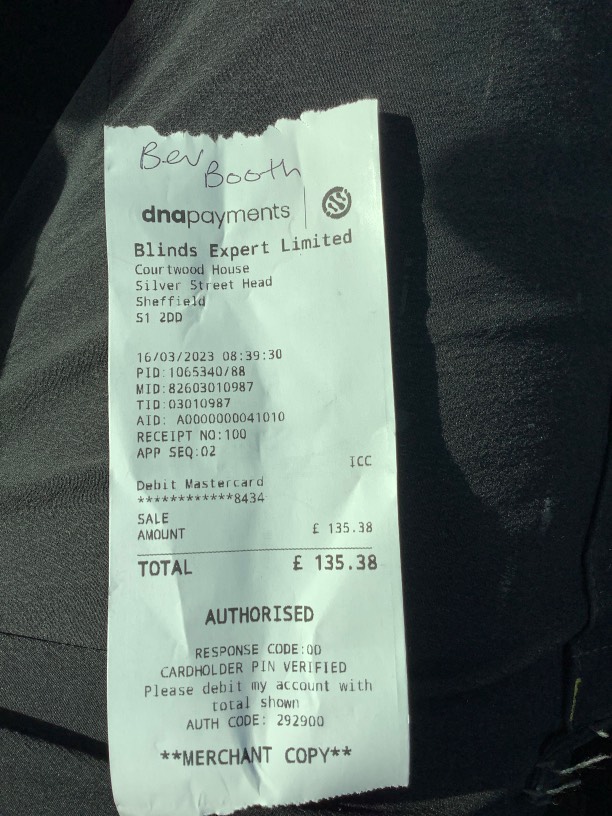 Bev
Booth
dnapayments
Blinds Expert Limited
Courtwood House
Silver Street Head
Sheffield
S1 2DD
16/03/2023 08:39:30
PID:1065340/88
MID:82603010987
TID:03010987
AID: A0000000041010
RECEIPT NO:100
APP SEQ:02
ICC
Debit Mastercard
************8434
SALE
AMOUNT £ 135.38
TOTAL £ 135.38
AUTHORISED
RESPONSE CODE:00
CARDHOLDER PIN VERIFIED
Please debit my account with
total shown
AUTH CODE: 292900
**MERCHANT COPY**